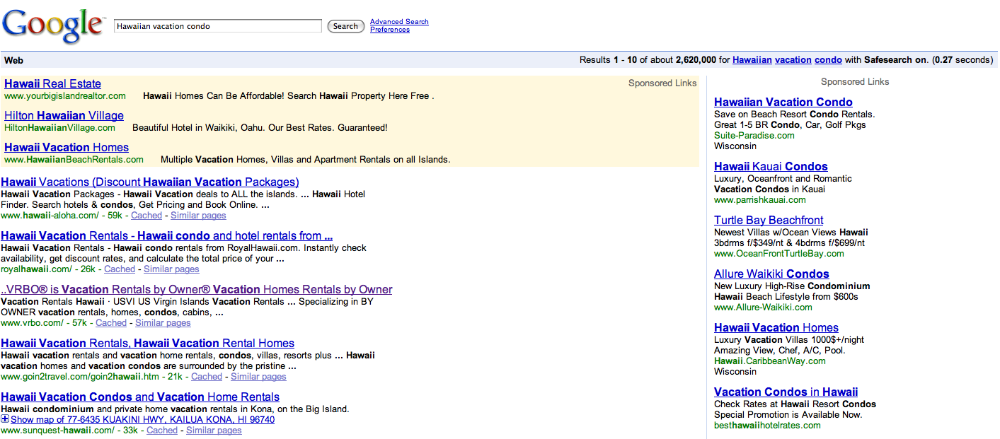 Google™
Hawaiian vacation condo
Search
Advanced Search
Preferences
Web
Results 1 - 10 of about 2,620,000 for Hawaiian vacation condo with Safesearch on. (0.27 seconds)
Sponsored Links
Hawaii Real Estate
www.yourbigislandrealtor.com Hawaii Homes Can Be Affordable! Search Hawaii Property Here Free .
Hilton Hawaiian Village
HiltonHawaiianVillage.com Beautiful Hotel in Waikiki, Oahu. Our Best Rates. Guaranteed!
Hawaii Vacation Homes
www.HawaiianBeachRentals.com Multiple Vacation Homes, Villas and Apartment Rentals on all Islands.
Hawaii Vacations (Discount Hawaiian Vacation Packages)
Hawaii Vacation Packages - Hawaii Vacation deals to ALL the islands. ... Hawaii Hotel
Finder. Search hotels & condos, Get Pricing and Book Online. ...
www.hawaii-aloha.com/ - 59k - Cached - Similar pages
Hawaii Vacation Rentals - Hawaii condo and hotel rentals from ...
Hawaii Vacation Rentals - Hawaii condo rentals from RoyalHawaii.com. Instantly check
availability, get discount rates, and calculate the total price of your ...
royalhawaii.com/ - 26k - Cached - Similar pages
..VRBO® is Vacation Rentals by Owner® Vacation Homes Rentals by Owner
Vacation Rentals Hawaii · USVI US Virgin Islands Vacation Rentals ... Specializing in BY
OWNER vacation rentals, homes, condos, cabins, ...
www.vrbo.com/ - 57k - Cached - Similar pages
Hawaii Vacation Rentals, Hawaii Vacation Rental Homes
Hawaii vacation rentals and vacation home rentals, condos, villas, resorts plus ... Hawaii
vacation homes and vacation condos are surrounded by the pristine ...
www.goin2travel.com/goin2hawaii.htm - 21k - Cached - Similar pages
Hawaii Vacation Condos and Vacation Home Rentals
Hawaii condominium and private home vacation rentals in Kona, on the Big Island.
Show map of 77-6435 KUAKINI HWY, KAILUA KONA, HI 96740
www.sunquest-hawaii.com/ - 33k - Cached - Similar pages
Sponsored Links
Hawaiian Vacation Condo
Save on Beach Resort Condo Rentals.
Great 1-5 BR Condo, Car, Golf Pkgs
Suite-Paradise.com
Wisconsin
Hawaii Kauai Condos
Luxury, Oceanfront and Romantic
Vacation Condos in Kauai
www.parrishkauai.com
Turtle Bay Beachfront
Newest Villas w/Ocean Views Hawaii
3bdrms f/$349/nt & 4bdrms f/$699/nt
www.OceanFrontTurtleBay.com
Allure Waikiki Condos
New Luxury High-Rise Condominium
Hawaii Beach Lifestyle from $600s
www.Allure-Waikiki.com
Hawaii Vacation Homes
Luxury Vacation Villas 1000$+/night
Amazing View, Chef, A/C, Pool.
Hawaii.CaribbeanWay.com
Wisconsin
Vacation Condos in Hawaii
Check Rates at Hawaii Resort Condos
Special Promotion is Available Now.
besthawaiihotelrates.com